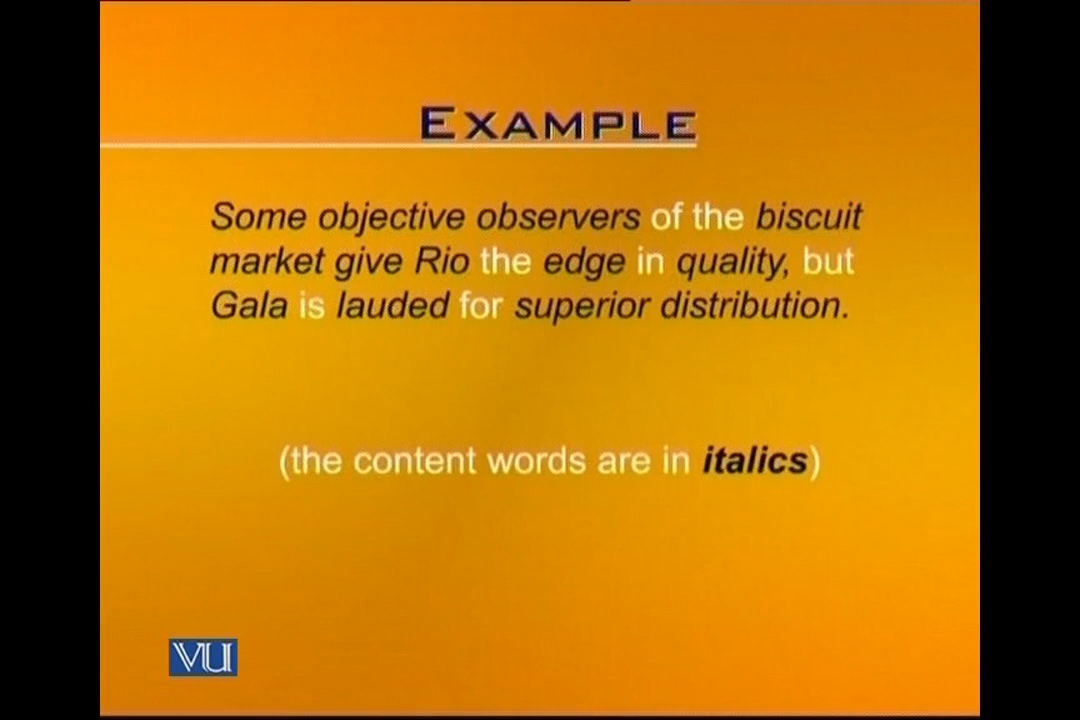 EXAMPLE
Some objective observers of the biscuit
market give Rio the edge in quality, but
Gala is lauded for superior distribution.
(the content words are in italics)
VU